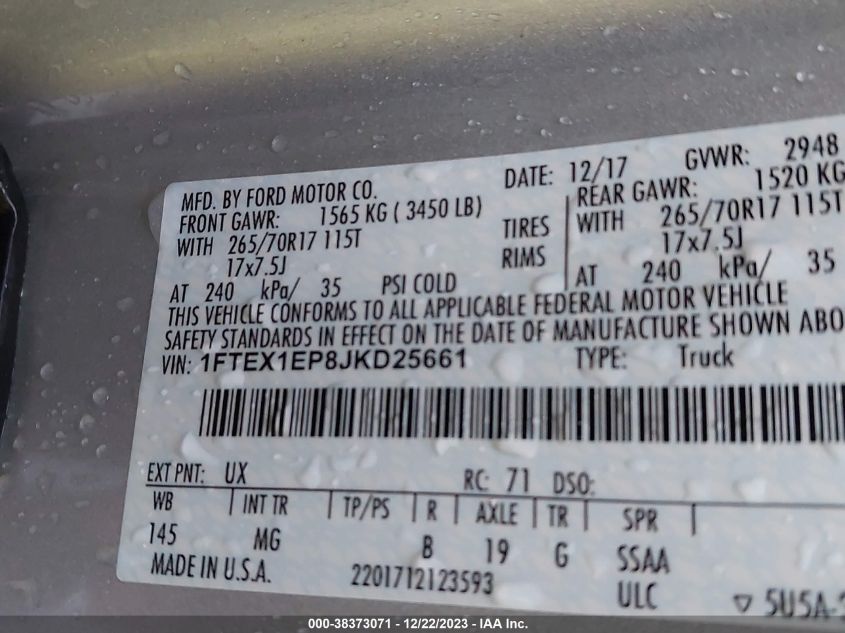 MFD. BY FORD MOTOR CO. DATE: 12/17 GVWR: 2948
FRONT GAWR: 1565 KG ( 3450 LB) REAR GAWR: 1520 KG
WITH 265/70R17 115T TIRES WITH 265/70R17 115T
17x7.5J RIMS 17x7.5J
AT 240 kPa/ 35 PSI COLD AT 240 kPa/ 35
THIS VEHICLE CONFORMS TO ALL APPLICABLE FEDERAL MOTOR VEHICLE
SAFETY STANDARDS IN EFFECT ON THE DATE OF MANUFACTURE SHOWN ABO
VIN: 1FTEX1EP8JKD25661 TYPE: Truck
EXT PNT: UX RC: 71 DSO:
WB INT TR TP/PS R AXLE TR SPR
145 MG B 19 G SSAA
MADE IN U.S.A. 2201712123593 ULC 5U5A-
000-38373071 - 12/22/2023 - IAA Inc.